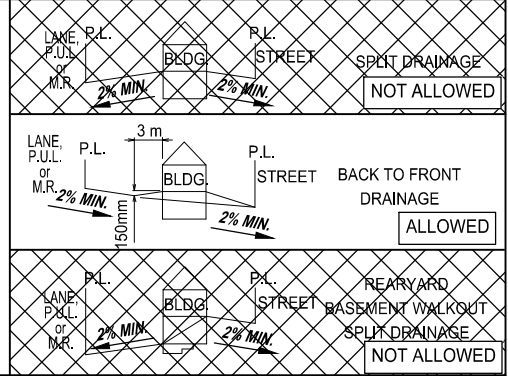 LANE,
P.U.L.
or
M.R.
P.L.
BLDG.
P.L.
STREET
2% MIN.
2% MIN.
SPLIT DRAINAGE
NOT ALLOWED
LANE,
P.U.L.
or
M.R.
P.L.
3 m
BLDG.
P.L.
STREET
2% MIN.
150mm
2% MIN.
BACK TO FRONT
DRAINAGE
ALLOWED
LANE,
P.U.L.
or
M.R.
P.L.
BLDG.
P.L.
STREET
2% MIN.
2% MIN.
REARYARD
BASEMENT WALKOUT
SPLIT DRAINAGE
NOT ALLOWED